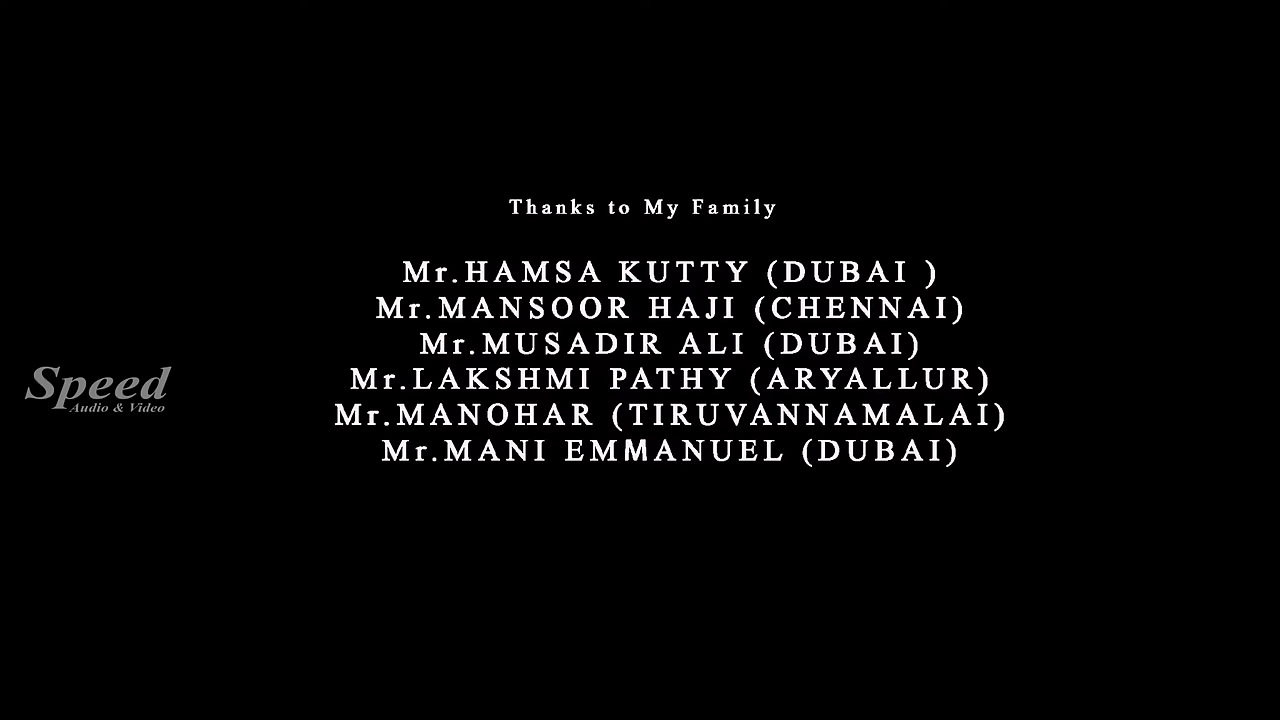 Thanks to My Family
Mr.HAMSA KUTTY (DUBAI )
Mr.MANSOOR HAJI (CHENNAI)
Mr.MUSADIR ALI (DUBAI)
Mr.LAKSHMI PATHY (ARYALLUR)
Mr.MANOHAR (TIRUVANNAMALAI)
Mr.MANI EMMANUEL (DUBAI)
Speed
Audio & Video